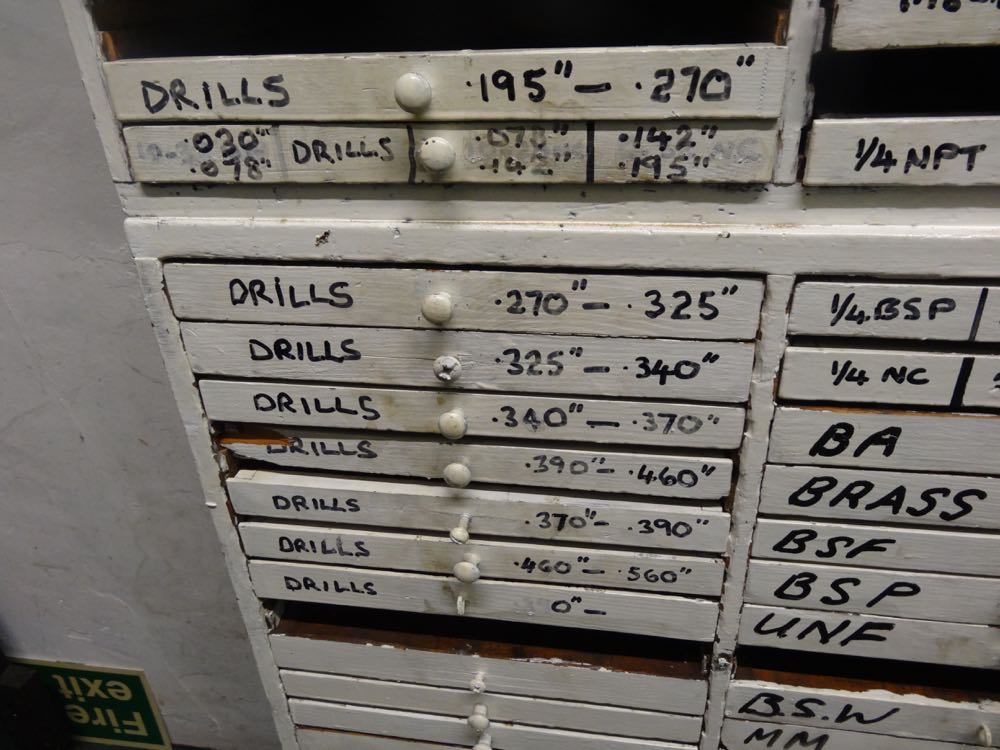 DRILLS .195" - .270"
.030" DRILLS .142"
.078" .142" .195"
1/4 NPT
DRILLS .270" - .325"
DRILLS .325" - .340"
DRILLS .340" - .370"
DRILLS .390" - .460"
DRILLS .370" - .390"
DRILLS .460" - .560"
DRILLS
1/4 BSP
1/4 NC
BA
BRASS
BSF
BSP
UNF
B.S.W
MM
Fire
exit